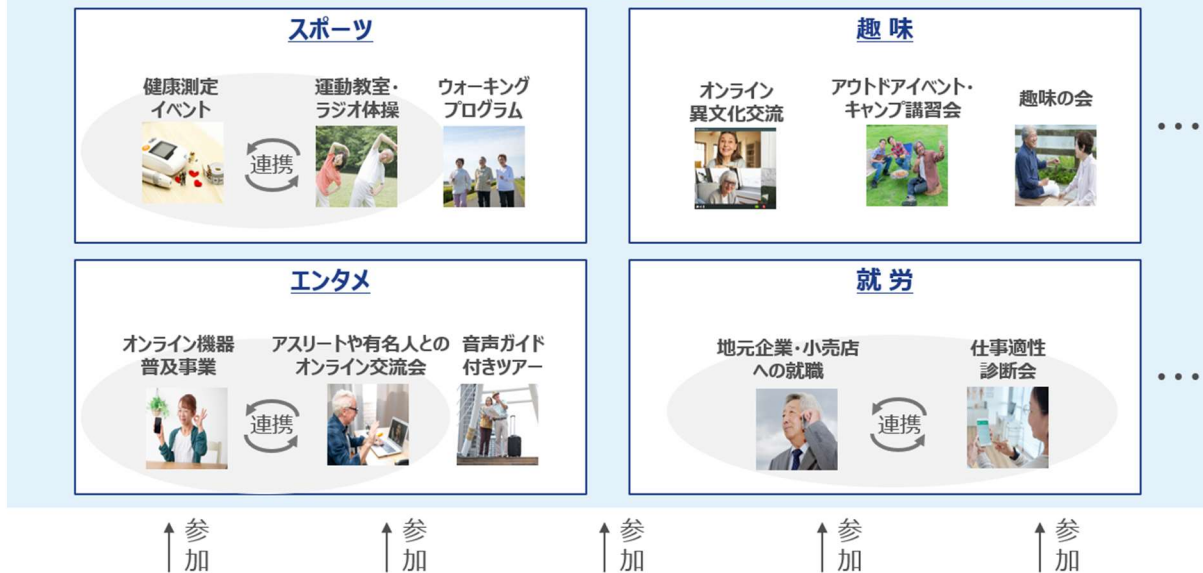 スポーツ
健康測定
イベント
連携
運動教室・
ラジオ体操
ウォーキング
プログラム
趣 味
オンライン
異文化交流
アウトドアイベント・
キャンプ講習会
趣味の会
・・・
エンタメ
オンライン機器
普及事業
連携
アスリートや有名人との
オンライン交流会
音声ガイド
付きツアー
就 労
地元企業・小売店
への就職
連携
仕事適性
診断会
・・・
参加
参加
参加
参加
参加